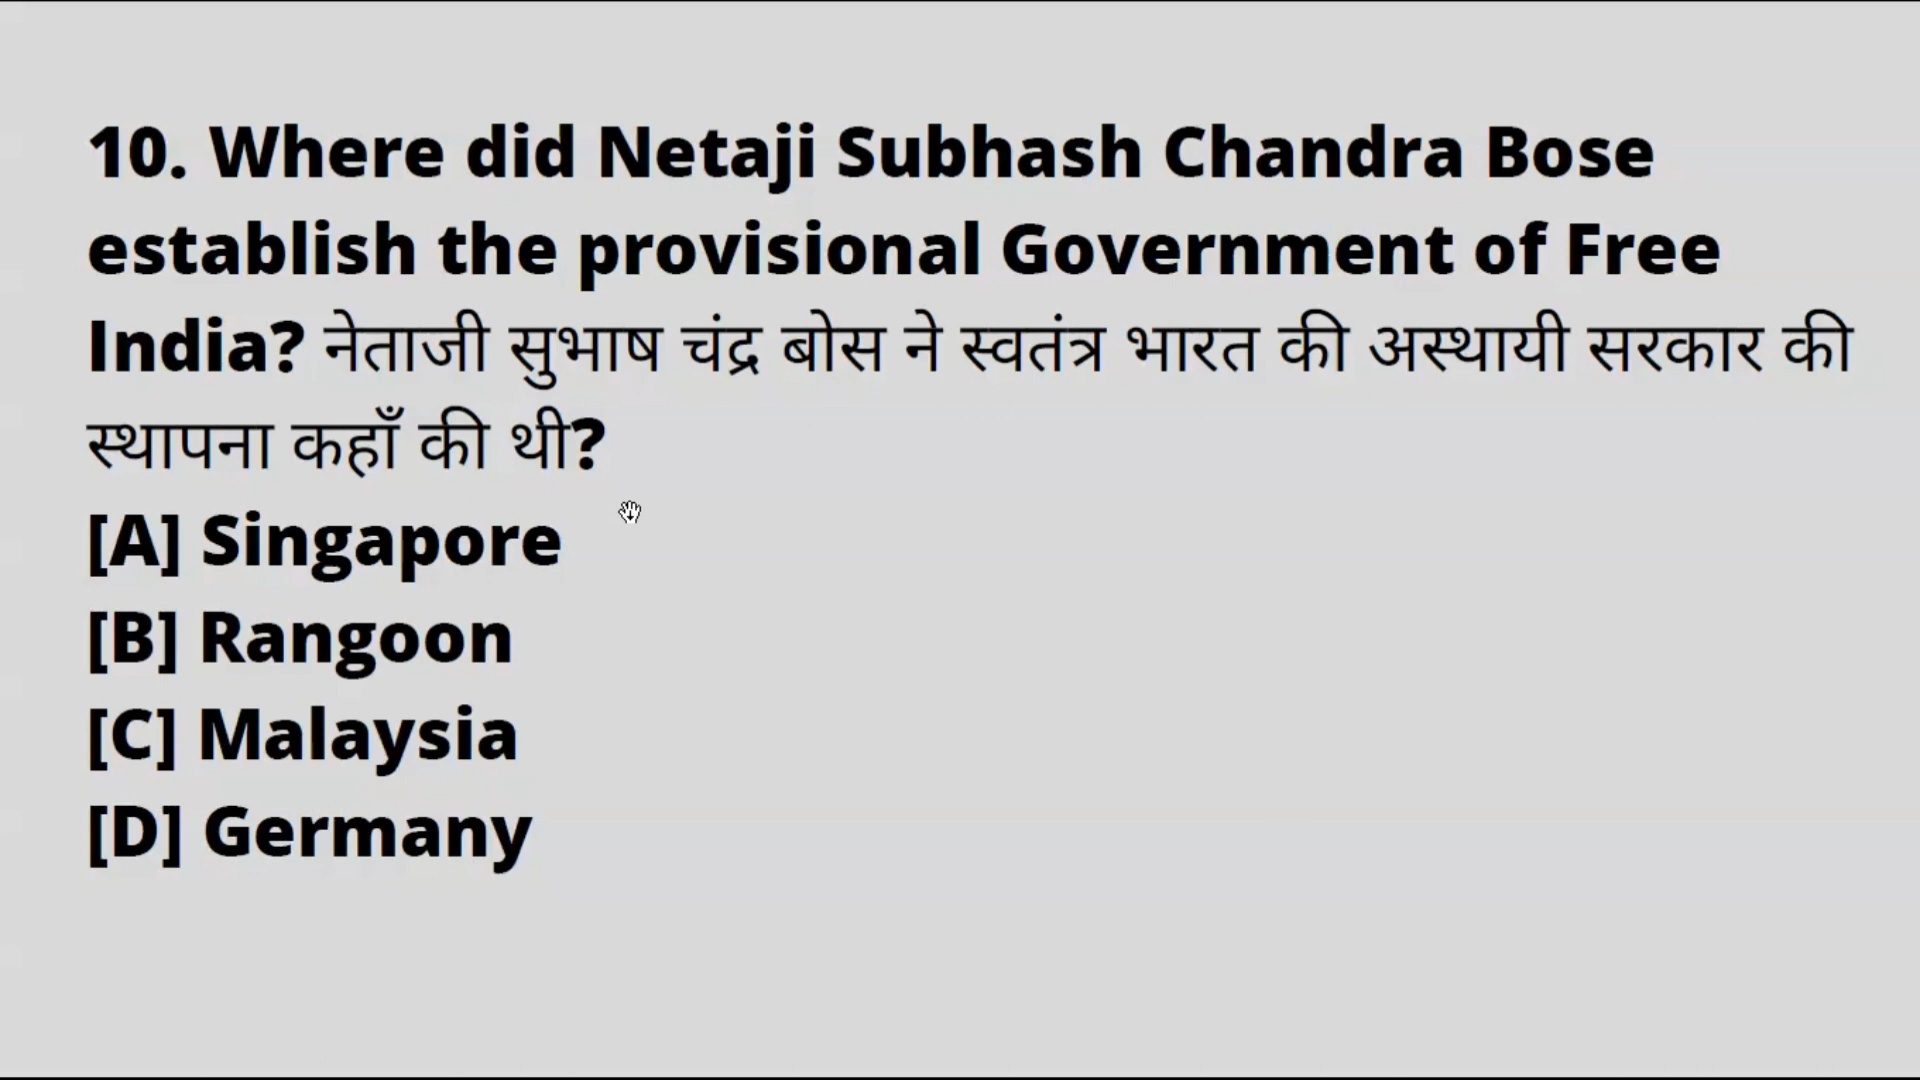 10. Where did Netaji Subhash Chandra Bose
establish the provisional Government of Free
India? नेताजी सुभाष चंद्र बोस ने स्वतंत्र भारत की अस्थायी सरकार की
स्थापना कहाँ की थी?
[A] Singapore
[B] Rangoon
[C] Malaysia
[D] Germany